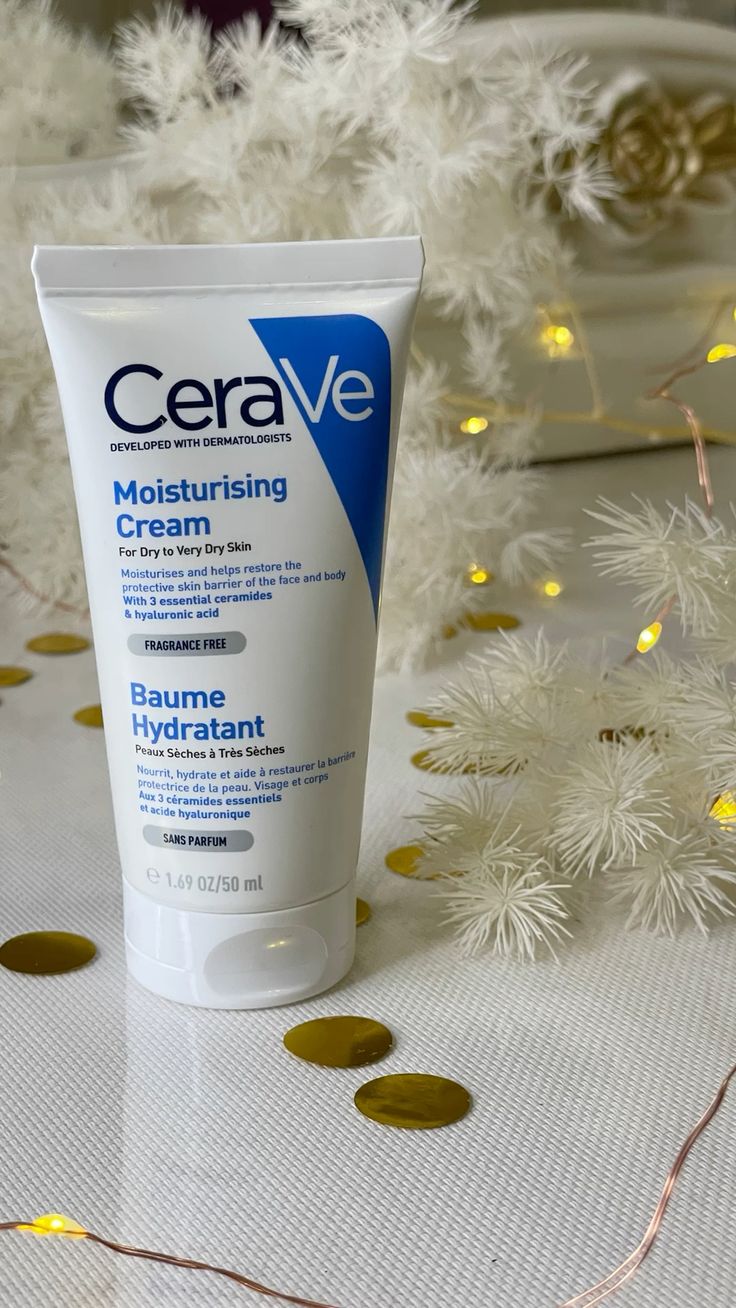 CeraVe
DEVELOPED WITH DERMATOLOGISTS
Moisturising
Cream
For Dry to Very Dry Skin
Moisturises and helps restore the
protective skin barrier of the face and body
With 3 essential ceramides
& hyaluronic acid
FRAGRANCE FREE
Baume
Hydratant
Peaux Sèches à Très Sèches
Nourrit, hydrate et aide à restaurer la barrière
protectrice de la peau. Visage et corps
Aux 3 céramides essentiels
et acide hyaluronique
SANS PARFUM
℮ 1.69 OZ/50 ml